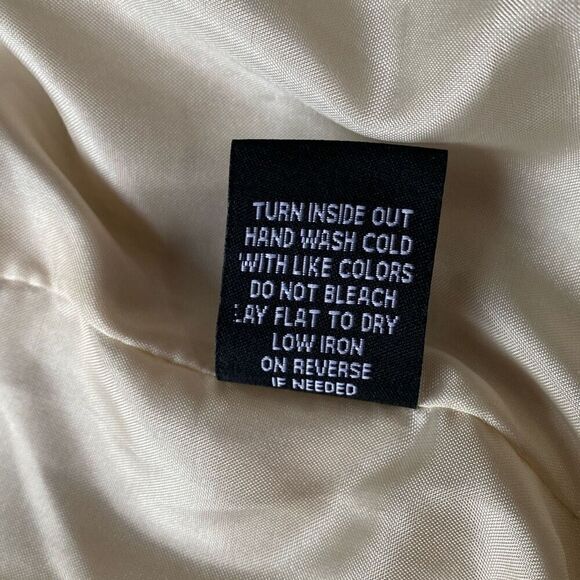 TURN INSIDE OUT
HAND WASH COLD
WITH LIKE COLORS
DO NOT BLEACH
LAY FLAT TO DRY
LOW IRON
ON REVERSE
IF NEEDED